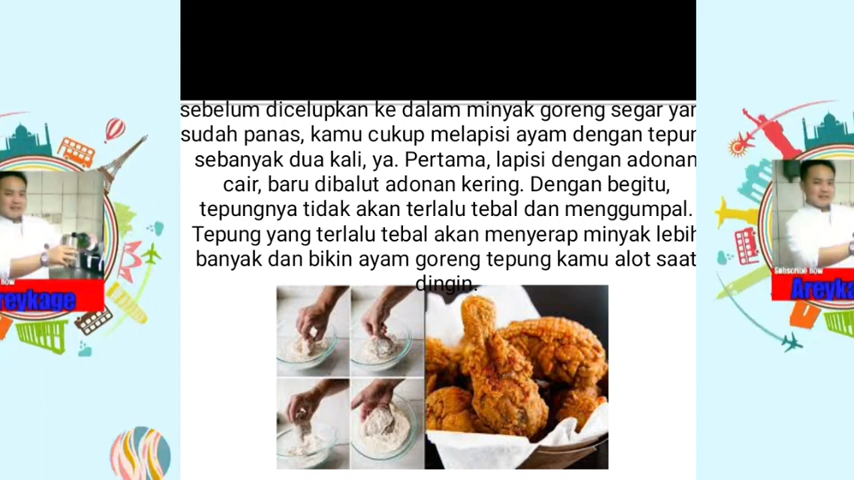 sebelum dicelupkan ke dalam minyak goreng segar yan
sudah panas, kamu cukup melapisi ayam dengan tepun
sebanyak dua kali, ya. Pertama, lapisi dengan adonan
cair, baru dibalut adonan kering. Dengan begitu,
tepungnya tidak akan terlalu tebal dan menggumpal.
Tepung yang terlalu tebal akan menyerap minyak lebih
banyak dan bikin ayam goreng tepung kamu alot saat
dingin.
now
reykage
Subscribe now
Areyka